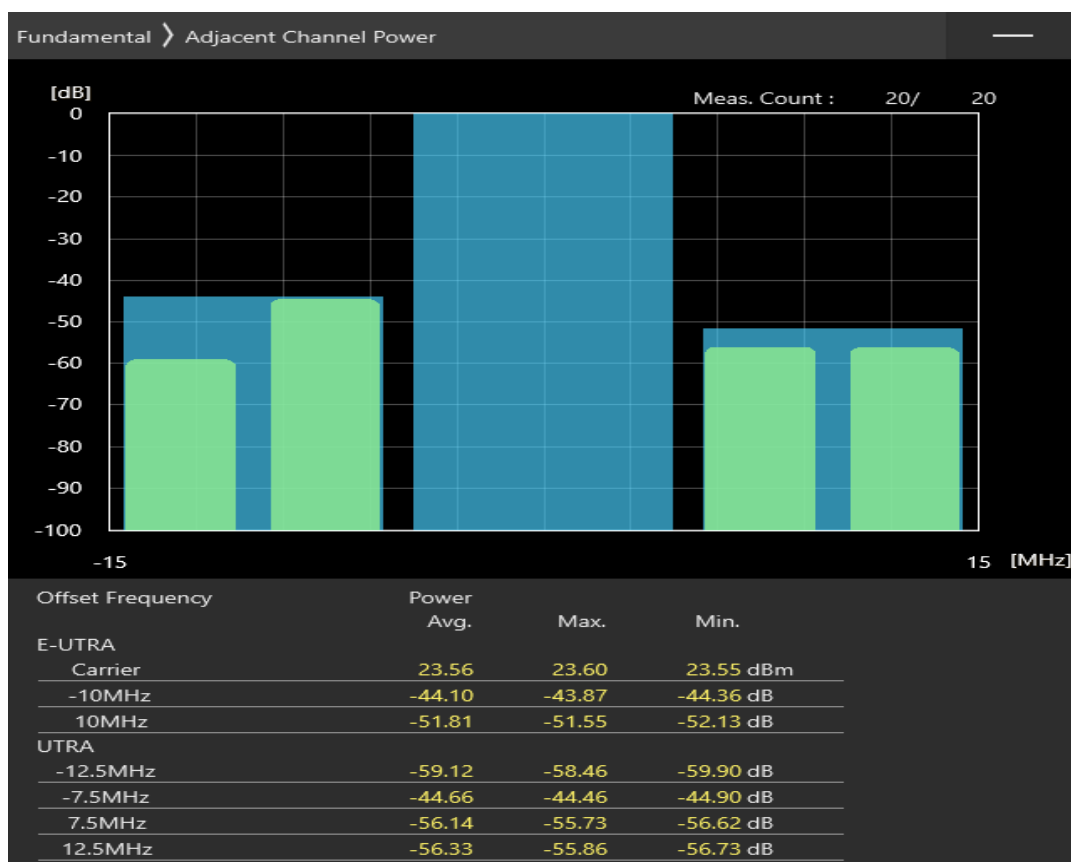 Fundamental ❯ Adjacent Channel Power
[dB]
Meas. Count : 20/ 20
0
-10
-20
-30
-40
-50
-60
-70
-80
-90
-100
-15 15 [MHz]
Offset Frequency Power
Avg. Max. Min.
E-UTRA
Carrier 23.56 23.60 23.55 dBm
-10MHz -44.10 -43.87 -44.36 dB
10MHz -51.81 -51.55 -52.13 dB
UTRA
-12.5MHz -59.12 -58.46 -59.90 dB
-7.5MHz -44.66 -44.46 -44.90 dB
7.5MHz -56.14 -55.73 -56.62 dB
12.5MHz -56.33 -55.86 -56.73 dB